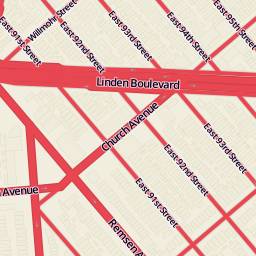 East 91st Street
Willmohr Street
East 92nd Street
East 93rd Street
East 94th Street
East 95th Street
Linden Boulevard
Church Avenue
East 93rd Street
East 92nd Street
East 91st Street
Avenue
Remsen